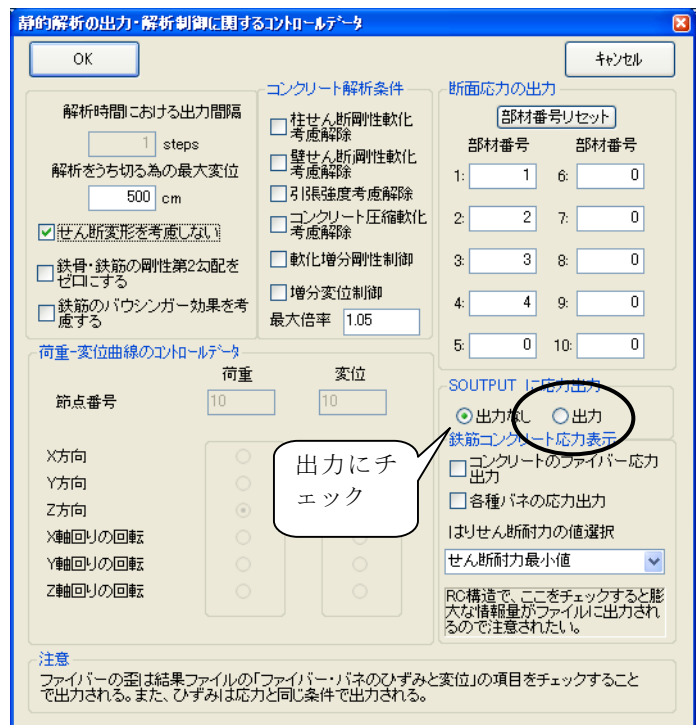 静的解析の出力・解析制御に関するコントロールデータ
OK
キャンセル
解析時間における出力間隔
1 steps
解析をうち切る為の最大変位
500 cm
せん断変形を考慮しない
鉄骨・鉄筋の剛性第2勾配を
ゼロにする
鉄筋のバウシンガー効果を考
慮する
コンクリート解析条件
柱せん断剛性軟化
考慮解除
壁せん断剛性軟化
考慮解除
引張強度考慮解除
コンクリート圧縮軟化
考慮解除
軟化増分剛性制御
増分変位制御
最大倍率 1.05
断面応力の出力
部材番号リセット
部材番号 部材番号
1: 1 6: 0
2: 2 7: 0
3: 3 8: 0
4: 4 9: 0
5: 0 10: 0
荷重-変位曲線のコントロールデータ
荷重 変位
節点番号 10 10
X方向
Y方向
Z方向
X軸回りの回転
Y軸回りの回転
Z軸回りの回転
出力にチ
ェック
SOUTPUT に応力出力
出力なし 出力
鉄筋コンクリート応力表示
コンクリートのファイバー応力
出力
各種バネの応力出力
はりせん断耐力の値選択
せん断耐力最小値
RC構造で、ここをチェックすると膨
大な情報量がファイルに出力され
るので注意されたい。
注意
ファイバーの歪は結果ファイルの「ファイバー・バネのひずみと変位」の項目をチェックすること
で出力される。また、ひずみは応力と同じ条件で出力される。